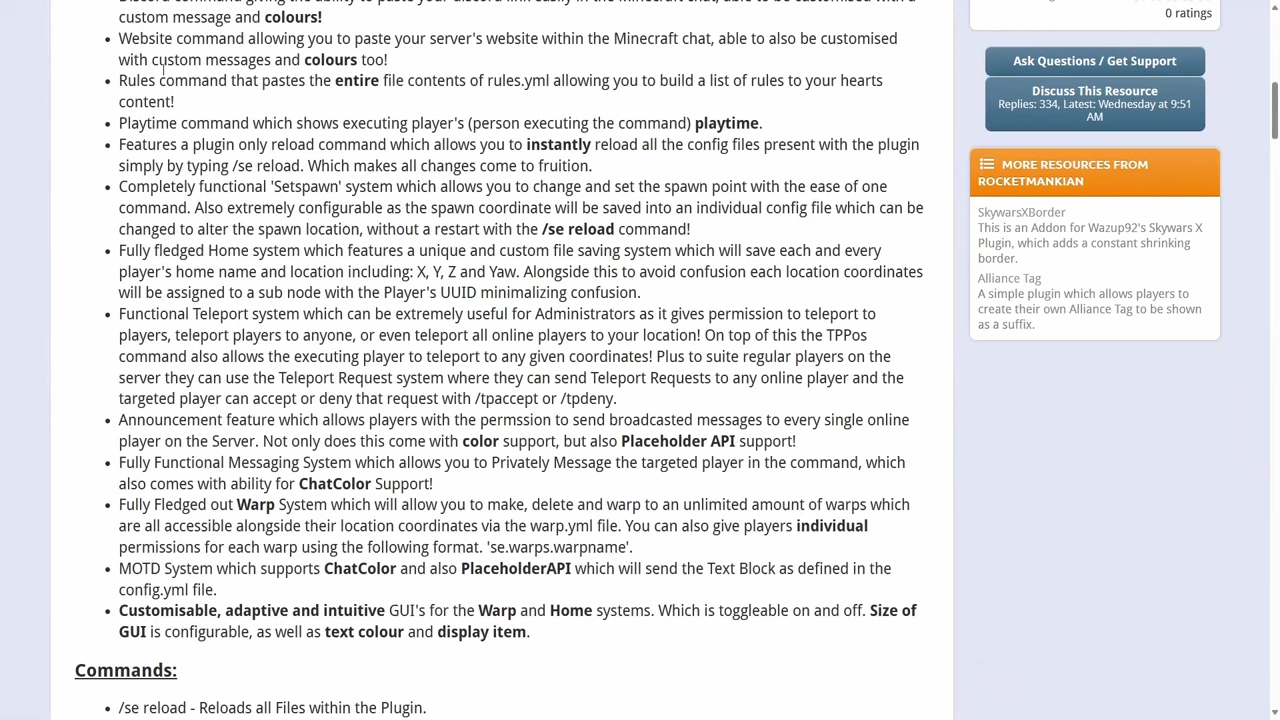 custom message and colours!
Website command allowing you to paste your server's website within the Minecraft chat, able to also be customised
with custom messages and colours too!
Rules command that pastes the entire file contents of rules.yml allowing you to build a list of rules to your hearts
content!
Playtime command which shows executing player's (person executing the command) playtime.
Features a plugin only reload command which allows you to instantly reload all the config files present with the plugin
simply by typing /se reload. Which makes all changes come to fruition.
Completely functional 'Setspawn' system which allows you to change and set the spawn point with the ease of one
command. Also extremely configurable as the spawn coordinate will be saved into an individual config file which can be
changed to alter the spawn location, without a restart with the /se reload command!
Fully fledged Home system which features a unique and custom file saving system which will save each and every
player's home name and location including: X, Y, Z and Yaw. Alongside this to avoid confusion each location coordinates
will be assigned to a sub node with the Player's UUID minimalizing confusion.
Functional Teleport system which can be extremely useful for Administrators as it gives permission to teleport to
players, teleport players to anyone, or even teleport all online players to your location! On top of this the TPPos
command also allows the executing player to teleport to any given coordinates! Plus to suite regular players on the
server they can use the Teleport Request system where they can send Teleport Requests to any online player and the
targeted player can accept or deny that request with /tpaccept or /tpdeny.
Announcement feature which allows players with the permssion to send broadcasted messages to every single online
player on the Server. Not only does this come with color support, but also Placeholder API support!
Fully Functional Messaging System which allows you to Privately Message the targeted player in the command, which
also comes with ability for ChatColor Support!
Fully Fledged out Warp System which will allow you to make, delete and warp to an unlimited amount of warps which
are all accessible alongside their location coordinates via the warp.yml file. You can also give players individual
permissions for each warp using the following format. 'se.warps.warpname'.
MOTD System which supports ChatColor and also PlaceholderAPI which will send the Text Block as defined in the
config.yml file.
Customisable, adaptive and intuitive GUI's for the Warp and Home systems. Which is toggleable on and off. Size of
GUI is configurable, as well as text colour and display item.
Commands:
/se reload - Reloads all Files within the Plugin.
0 ratings
Ask Questions / Get Support
Discuss This Resource
Replies: 334, Latest: Wednesday at 9:51
AM
MORE RESOURCES FROM
ROCKETMANKIAN
SkywarsXBorder
This is an Addon for Wazup92's Skywars X
Plugin, which adds a constant shrinking
border.
Alliance Tag
A simple plugin which allows players to
create their own Alliance Tag to be shown
as a suffix.